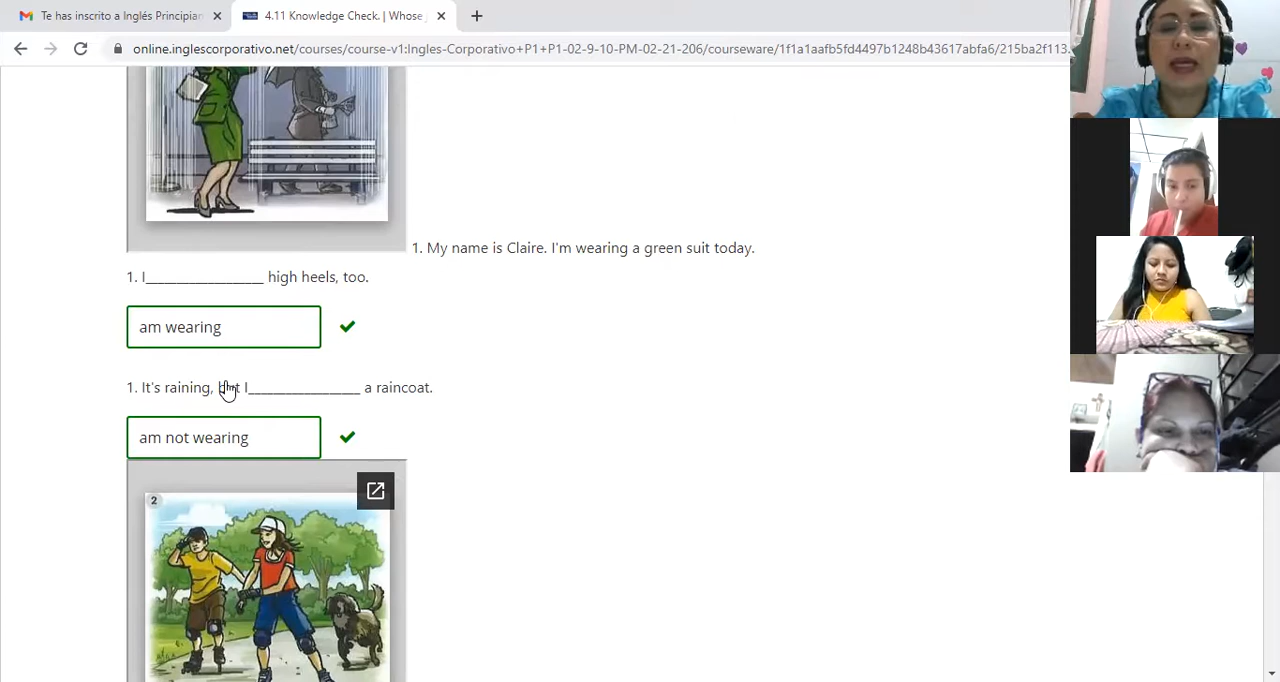 Te has inscrito a Inglés Principian
4.11 Knowledge Check. | Whose
online.inglescorporativo.net/courses/course-v1:Ingles-Corporativo+P1+P1-02-9-10-PM-02-21-206/courseware/1f1a1aafb5fd4497b1248b43617abfa6/215ba2f113.
1. My name is Claire. I'm wearing a green suit today.
1. I__________________ high heels, too.
am wearing
1. It's raining, but I_________________ a raincoat.
am not wearing
2